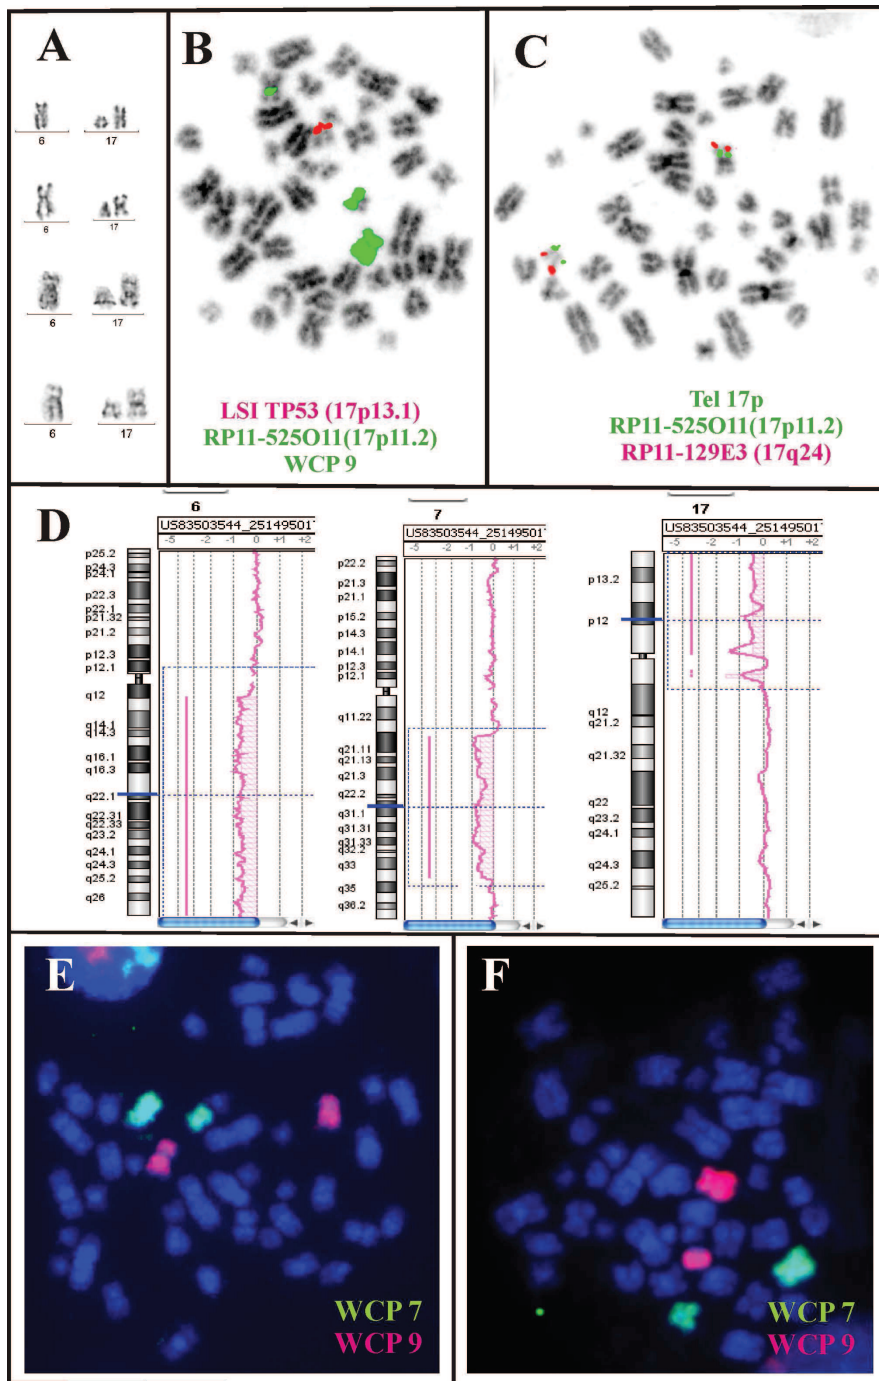 A
6
17
6
17
6
17
6
17
B
LSI TP53 (17p13.1)
RP11-525O11(17p11.2)
WCP 9
C
Tel 17p
RP11-525O11(17p11.2)
RP11-129E3 (17q24)
D
6
US83503544_251495017
-5 -3 -1 0 +1 +2
p25.2
p24.3
p24.1
p22.3
p22.1
p21.32
p21.2
p12.3
p12.1
q12
q14.1
q14.3
q16.1
q16.3
q22.1
q22.31
q22.33
q23.2
q24.1
q24.3
q25.2
q26
7
US83503544_251495017
-5 -3 -1 0 +1 +2
p22.2
p21.3
p21.1
p15.2
p14.3
p14.1
p12.3
p12.1
q11.22
q21.11
q21.13
q21.3
q22.2
q31.1
q31.31
q31.33
q32.2
q33
q35
q36.2
17
US83503544_251495017
-5 -3 -1 0 +1 +2
p13.2
p12
q12
q21.2
q21.32
q22
q23.2
q24.1
q24.3
q25.2
E
WCP 7
WCP 9
F
WCP 7
WCP 9